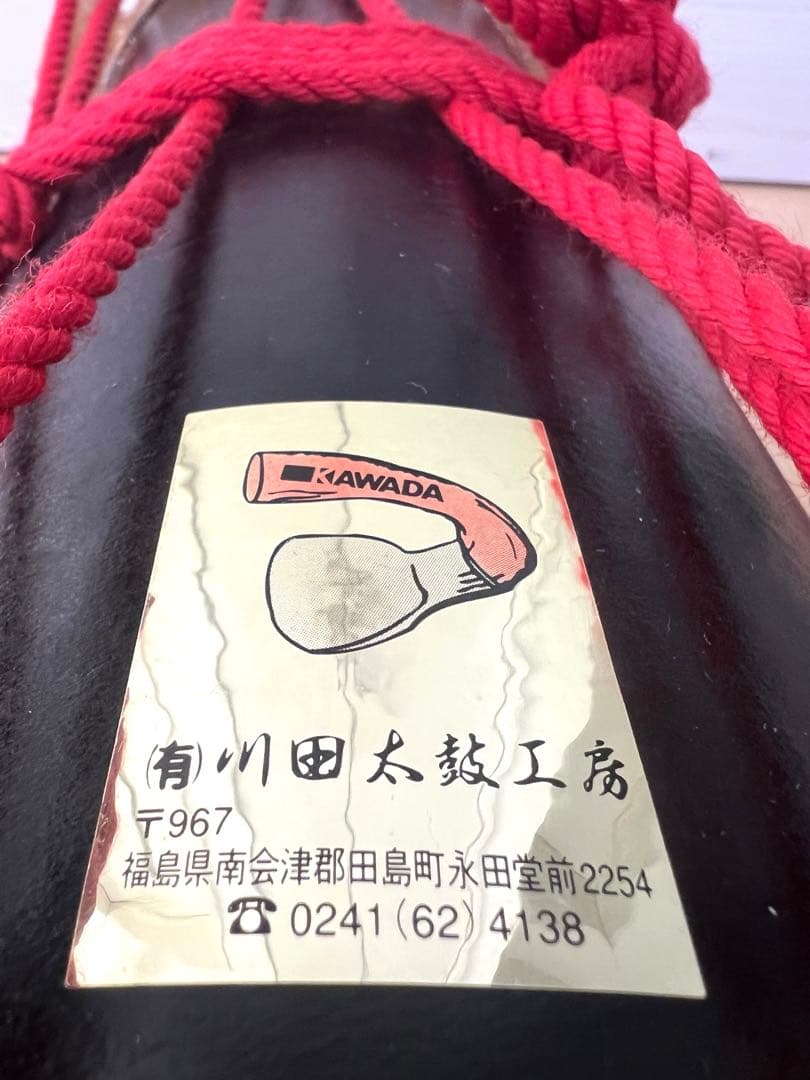 KAWADA
(有)川田太鼓工房
〒967
福島県南会津郡田島町永田堂前2254
☎ 0241(62)4138